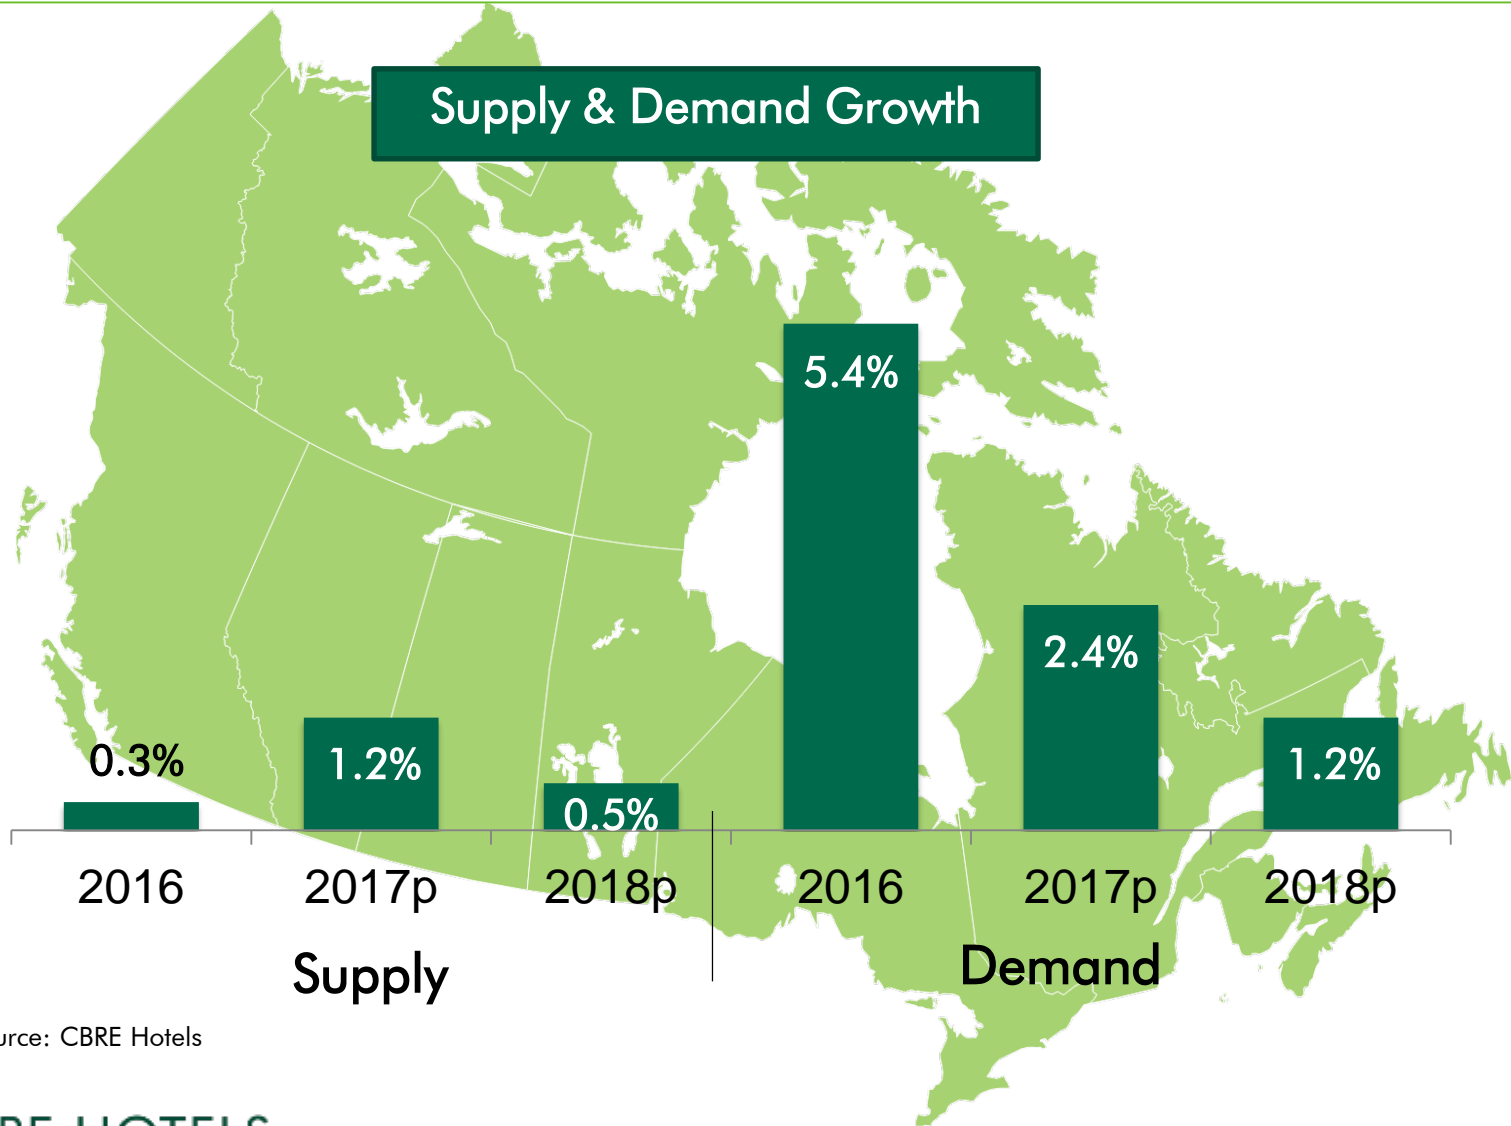 Supply & Demand Growth
5.4%
2.4%
0.3%
1.2%
0.5%
1.2%
2016 2017p 2018p 2016 2017p 2018p
Supply Demand
urce: CBRE Hotels
HOTELS